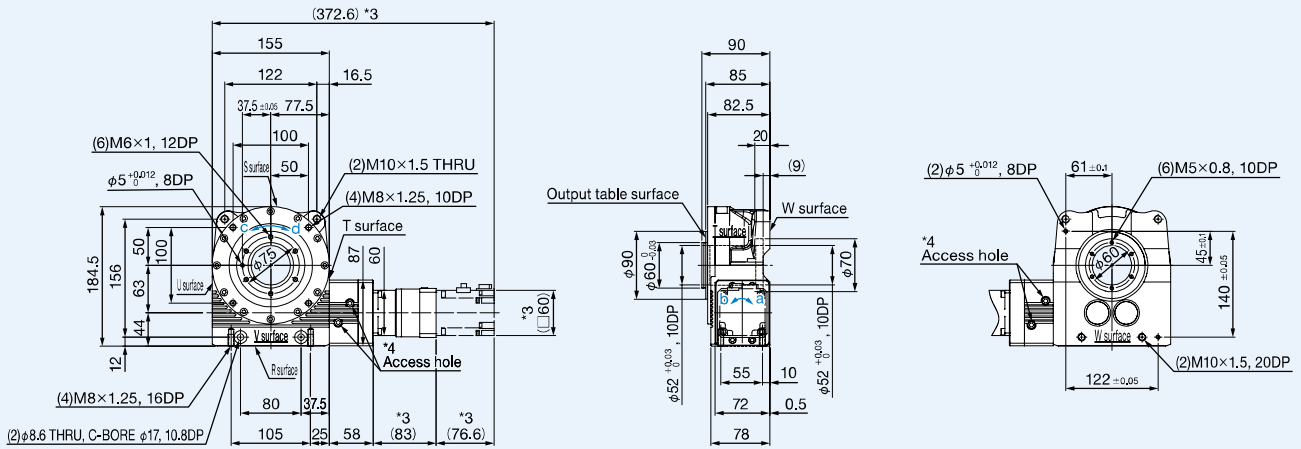 (372.6) *3
155
122
16.5
37.5 ±0.05
77.5
100
50
(6)M6×1, 12DP
φ5 +0.012 0, 8DP
S surface
(2)M10×1.5 THRU
(4)M8×1.25, 10DP
T surface
c
d
φ75
184.5
156
50
100
63
44
12
U surface
87
60
*3
(□60)
V surface
R surface
*4
Access hole
(4)M8×1.25, 16DP
(2)φ8.6 THRU, C-BORE φ17, 10.8DP
80
37.5
105
25
58
*3
(83)
*3
(76.6)
90
85
82.5
20
(9)
Output table surface
W surface
T surface
φ90
φ60 0 -0.03
φ70
b
a
φ52 +0.03 0, 10DP
φ52 +0.03 0, 10DP
55
10
72
0.5
78
(2)φ5 +0.012 0, 8DP
61 ±0.1
(6)M5×0.8, 10DP
*4
Access hole
φ60
45±0.1
140 ±0.05
W surface
(2)M10×1.5, 20DP
122 ±0.05